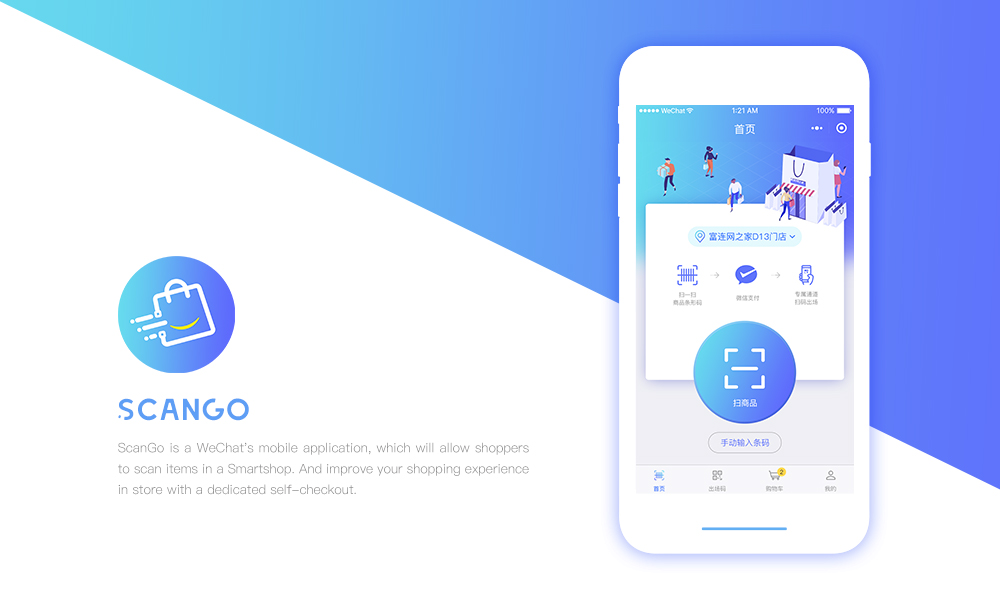 SCANGO
ScanGo is a WeChat's mobile application, which will allow shoppers
to scan items in a Smartshop. And improve your shopping experience
in store with a dedicated self-checkout.
WeChat 1:21 AM 100%
首页
富连网之家D13门店
扫一扫
商品条形码
微信支付
专属通道
扫码出场
扫商品
手动输入条码
2
首页 出场码 购物车 我的